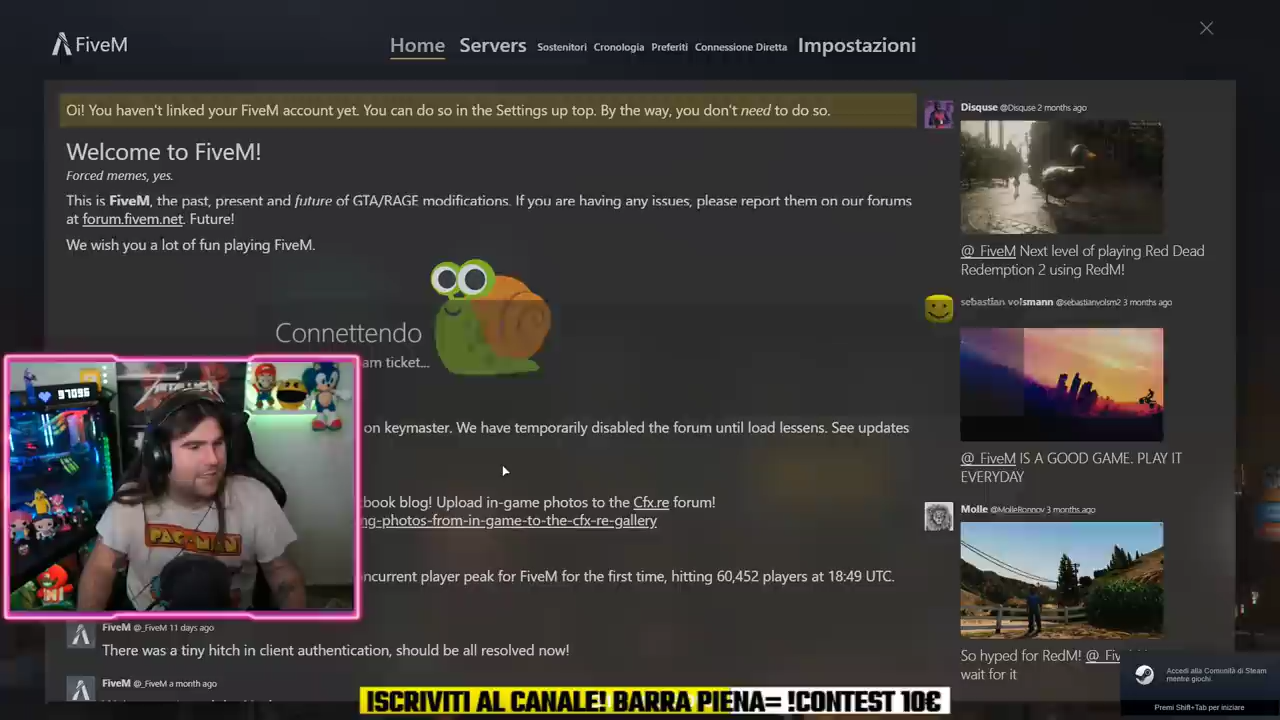 FiveM
Home Servers Sostenitori Cronologia Preferiti Connessione Diretta Impostazioni
Oi! You haven't linked your FiveM account yet. You can do so in the Settings up top. By the way, you don't need to do so.
Welcome to FiveM!
Forced memes, yes.
This is FiveM, the past, present and future of GTA/RAGE modifications. If you are having any issues, please report them on our forums
at forum.fivem.net. Future!
We wish you a lot of fun playing FiveM.
Connettendo
am ticket...
on keymaster. We have temporarily disabled the forum until load lessens. See updates
book blog! Upload in-game photos to the Cfx.re forum!
ng-photos-from-in-game-to-the-cfx-re-gallery
ncurrent player peak for FiveM for the first time, hitting 60,452 players at 18:49 UTC.
FiveM @_FiveM 11 days ago
There was a tiny hitch in client authentication, should be all resolved now!
FiveM @_FiveM a month ago
Disquse @Disquse 2 months ago
@_FiveM Next level of playing Red Dead
Redemption 2 using RedM!
sebastian volsmann @sebastianvolsm2 3 months ago
@_FiveM IS A GOOD GAME. PLAY IT
EVERYDAY
Molle @MolleBonnov 3 months ago
So hyped for RedM! @_Five
wait for it
Accedi alla Comunità di Steam
mentre giochi.
Premi Shift+Tab per iniziare
97096
PAC-MAN
ISCRIVITI AL CANALE! BARRA PIENA= !CONTEST 10€